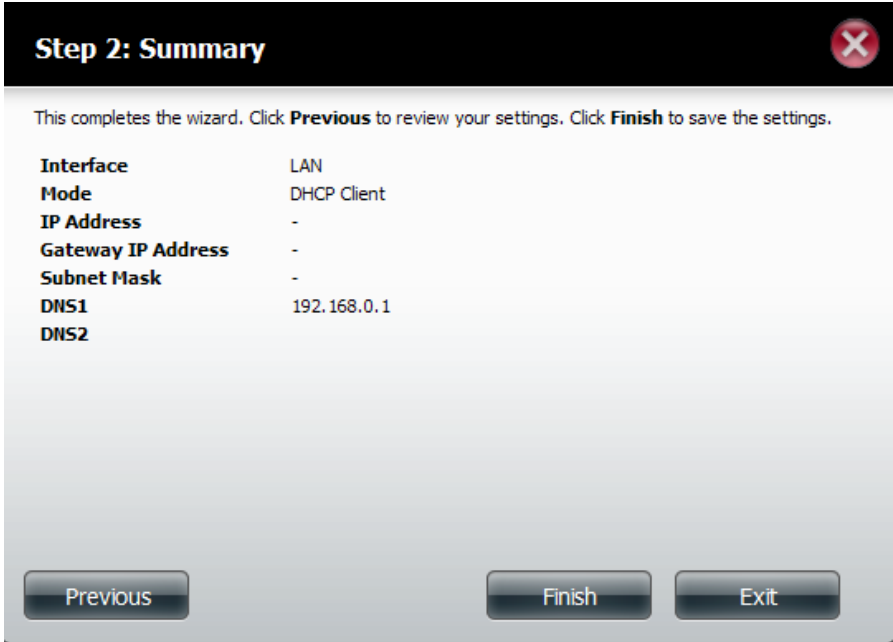 Step 2: Summary
This completes the wizard. Click Previous to review your settings. Click Finish to save the settings.
Interface LAN
Mode DHCP Client
IP Address -
Gateway IP Address -
Subnet Mask -
DNS1 192.168.0.1
DNS2
Previous Finish Exit